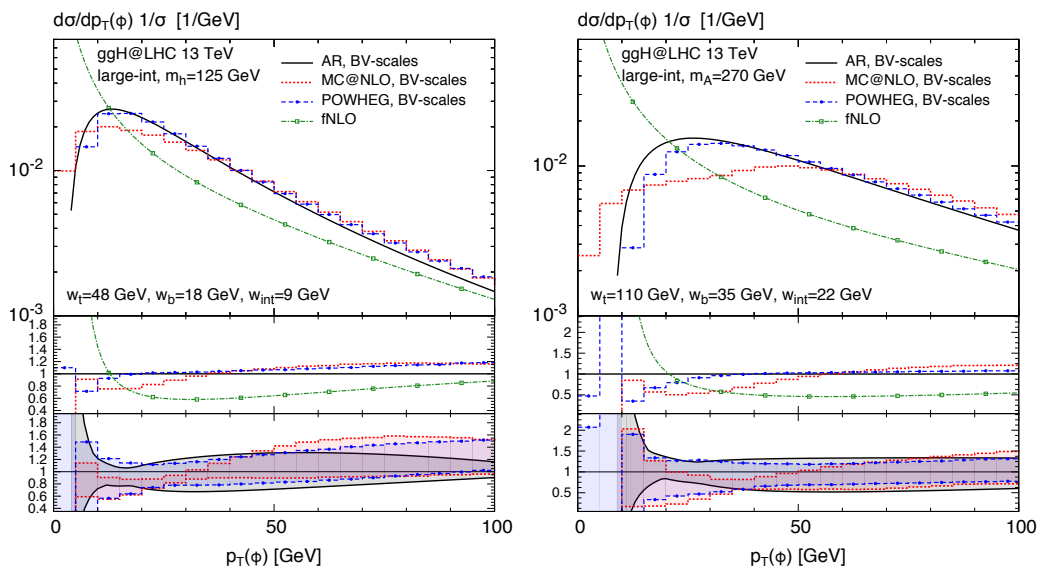 dσ/dp_T(ϕ) 1/σ [1/GeV]
ggH@LHC 13 TeV
large-int, m_h=125 GeV
AR, BV-scales
MC@NLO, BV-scales
POWHEG, BV-scales
fNLO
10^-2
10^-3
w_t=48 GeV, w_b=18 GeV, w_int=9 GeV
1.8
1.6
1.4
1.2
1
0.8
0.6
0.4
1.8
1.6
1.4
1.2
1
0.8
0.6
0.4
0
50
100
p_T(ϕ) [GeV]
dσ/dp_T(ϕ) 1/σ [1/GeV]
ggH@LHC 13 TeV
large-int, m_A=270 GeV
AR, BV-scales
MC@NLO, BV-scales
POWHEG, BV-scales
fNLO
10^-2
10^-3
w_t=110 GeV, w_b=35 GeV, w_int=22 GeV
2
1.5
1
0.5
2
1.5
1
0.5
0
50
100
p_T(ϕ) [GeV]